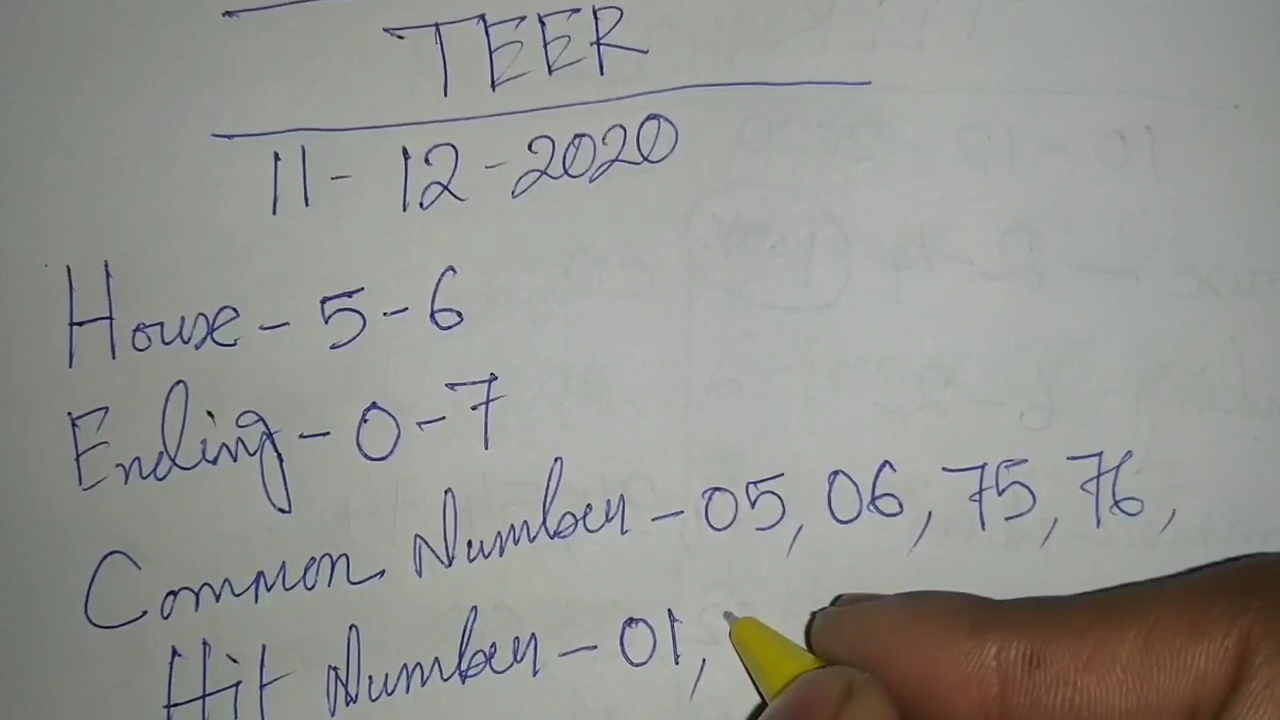 TEER
11-12-2020
House - 5-6
Ending - 0-7
Common Number - 05, 06, 75, 76,
Hit Number - 01,